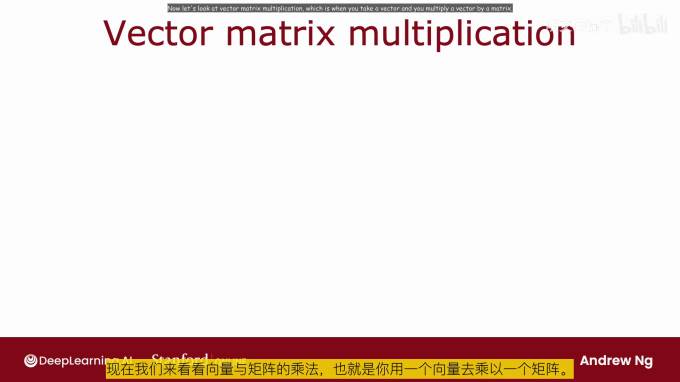 Now let's look at vector matrix multiplication, which is when you take a vector and you multiply a vector by a matrix.
Vector matrix multiplication
bilibili
DeepLearning.AI
Stanford
Andrew Ng
现在我们来看看向量与矩阵的乘法，也就是你用一个向量去乘以一个矩阵。